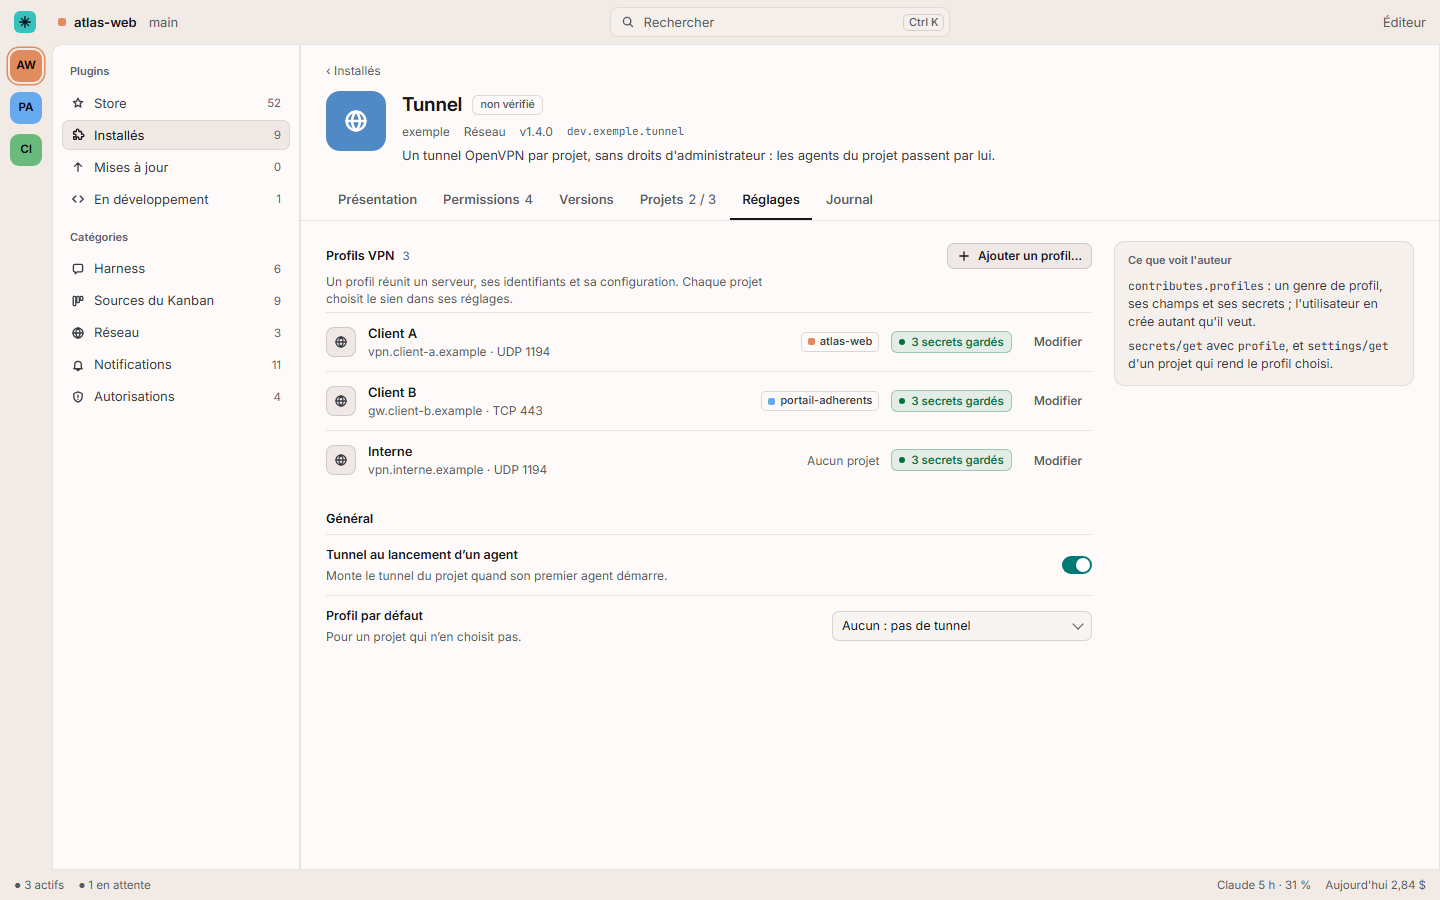 atlas-web main
Rechercher
Ctrl K
Éditeur
AW
PA
CI
Plugins
Store 52
Installés 9
Mises à jour 0
En développement 1
Catégories
Harness 6
Sources du Kanban 9
Réseau 3
Notifications 11
Autorisations 4
‹ Installés
Tunnel non vérifié
exemple Réseau v1.4.0 dev.exemple.tunnel
Un tunnel OpenVPN par projet, sans droits d'administrateur : les agents du projet passent par lui.
Présentation Permissions 4 Versions Projets 2 / 3 Réglages Journal
Profils VPN 3
Ajouter un profil…
Un profil réunit un serveur, ses identifiants et sa configuration. Chaque projet
choisit le sien dans ses réglages.
Client A
vpn.client-a.example · UDP 1194
atlas-web 3 secrets gardés Modifier
Client B
gw.client-b.example · TCP 443
portail-adherents 3 secrets gardés Modifier
Interne
vpn.interne.example · UDP 1194
Aucun projet 3 secrets gardés Modifier
Général
Tunnel au lancement d’un agent
Monte le tunnel du projet quand son premier agent démarre.
Profil par défaut
Pour un projet qui n’en choisit pas.
Aucun : pas de tunnel
Ce que voit l'auteur
contributes.profiles : un genre de profil,
ses champs et ses secrets ; l'utilisateur en
crée autant qu'il veut.
secrets/get avec profile, et settings/get
d'un projet qui rend le profil choisi.
3 actifs 1 en attente
Claude 5 h · 31 % Aujourd'hui 2,84 $